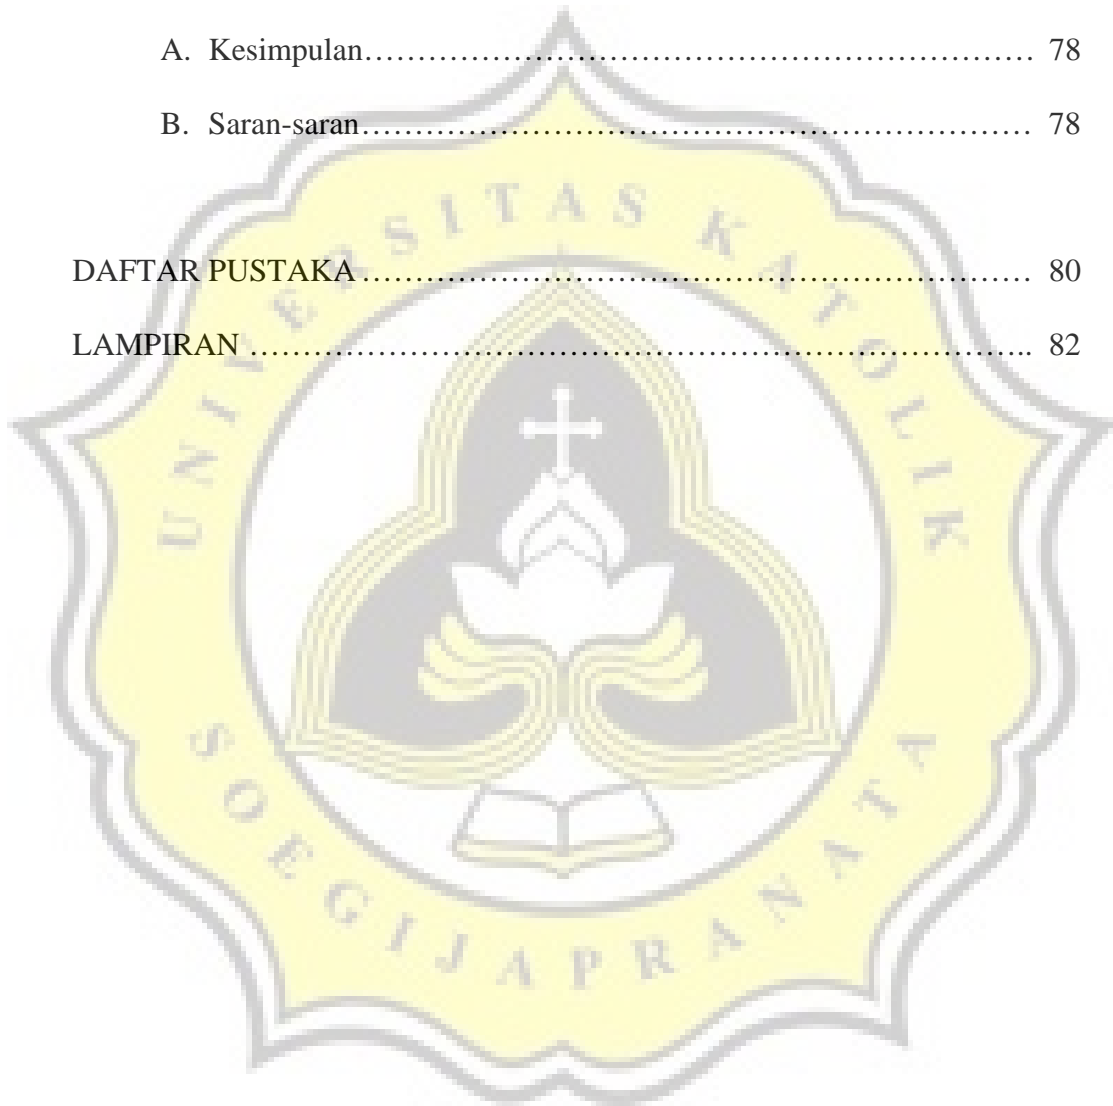 A. Kesimpulan…………………………………………………… 78
B. Saran-saran…………………………………………………… 78
DAFTAR PUSTAKA…………………………………………………… 80
LAMPIRAN …………………………………………………………….. 82
UNIVERSITAS KATOLIK
SOEGIJAPRANATA